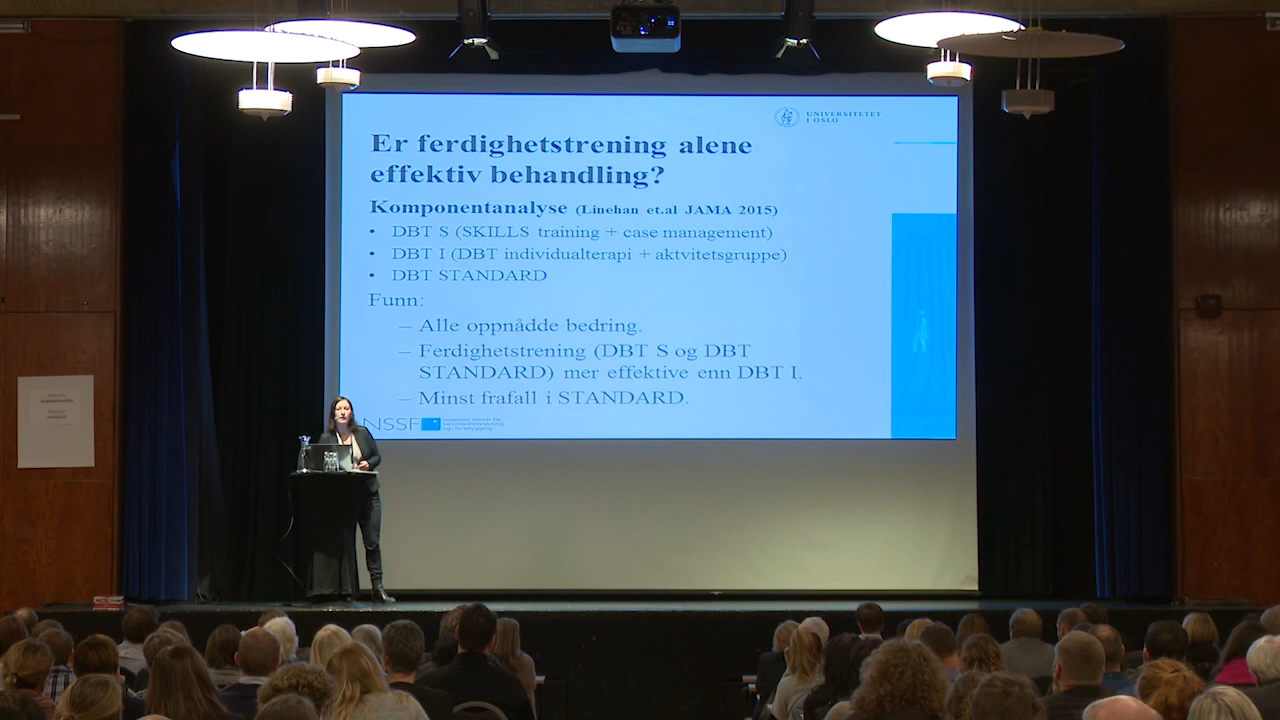 UNIVERSITETET
I OSLO
Er ferdighetstrening alene
effektiv behandling?
Komponentanalyse (Linehan et.al JAMA 2015)
• DBT S (SKILLS training + case management)
• DBT I (DBT individualterapi + aktvitetsgruppe)
• DBT STANDARD
Funn:
– Alle oppnådde bedring.
– Ferdighetstrening (DBT S og DBT
STANDARD) mer effektive enn DBT I.
– Minst frafall i STANDARD.
NSSF